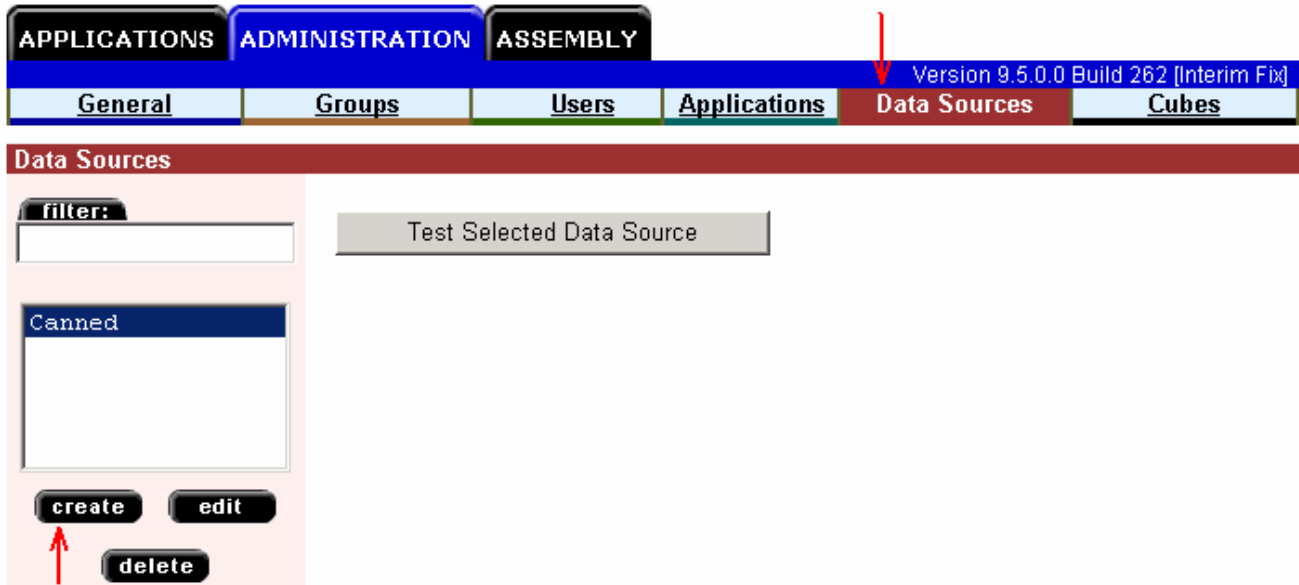 APPLICATIONS ADMINISTRATION ASSEMBLY
Version 9.5.0.0 Build 262 [Interim Fix]
General Groups Users Applications Data Sources Cubes
Data Sources
filter:
Test Selected Data Source
Canned
create edit
delete